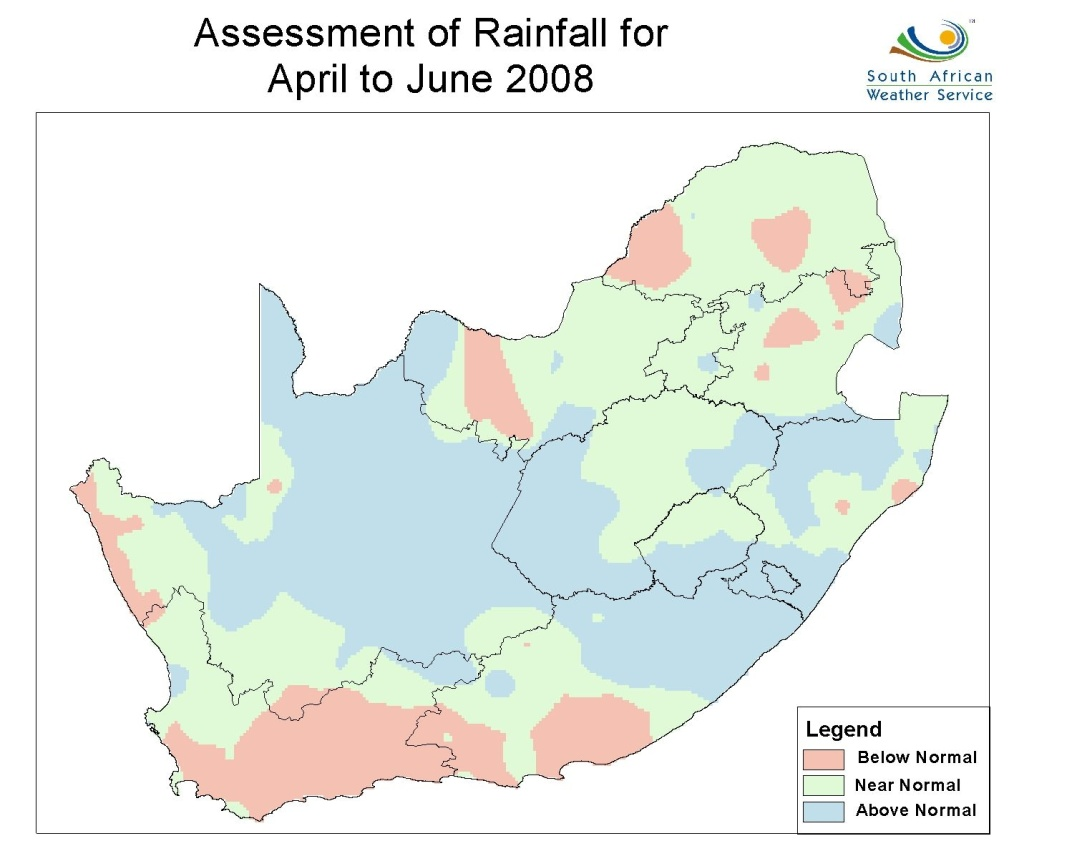 Assessment of Rainfall for
April to June 2008
TM
South African
Weather Service
Legend
Below Normal
Near Normal
Above Normal